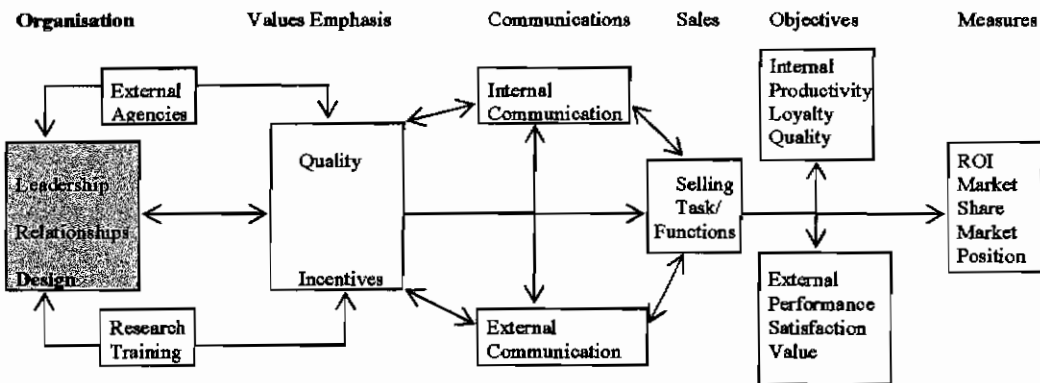 Organisation
Values Emphasis
Communications
Sales
Objectives
Measures
External
Agencies
Leadership
Relationships
Design
Research
Training
Quality
Incentives
Internal
Communication
External
Communication
Selling
Task/
Functions
Internal
Productivity
Loyalty
Quality
External
Performance
Satisfaction
Value
ROI
Market
Share
Market
Position